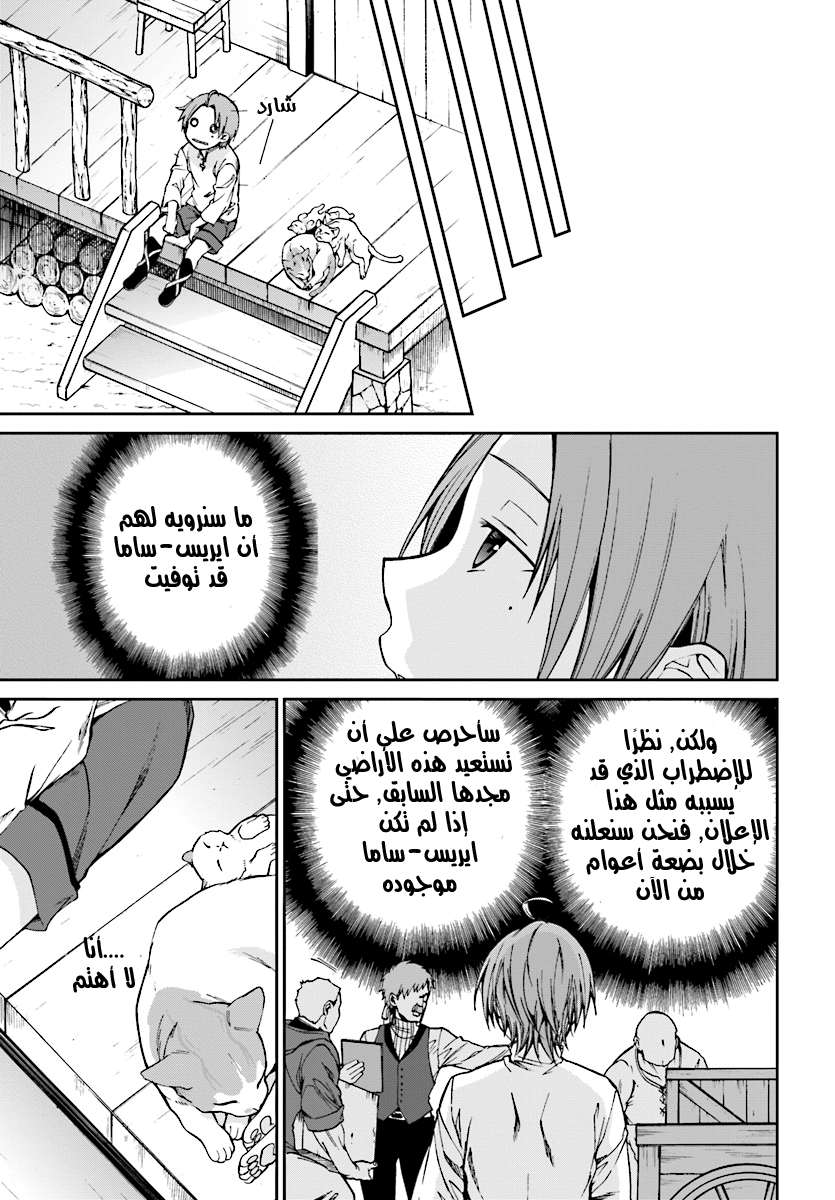 شارد
ما سنرويه لهم
أن ايريس-ساما
قد توفيت
ولكن, نظرًا
للإضطراب الذي قد
يُسببه مثل هذا
الإعلان, فنحن سنعلنه
خلال بضعة أعوام
من الآن
سأحرص على أن
تستعيد هذه الأراضي
مجدها السابق, حتى
إذا لم تكن
ايريس-ساما
موجوده
....أنا
لا أهتم